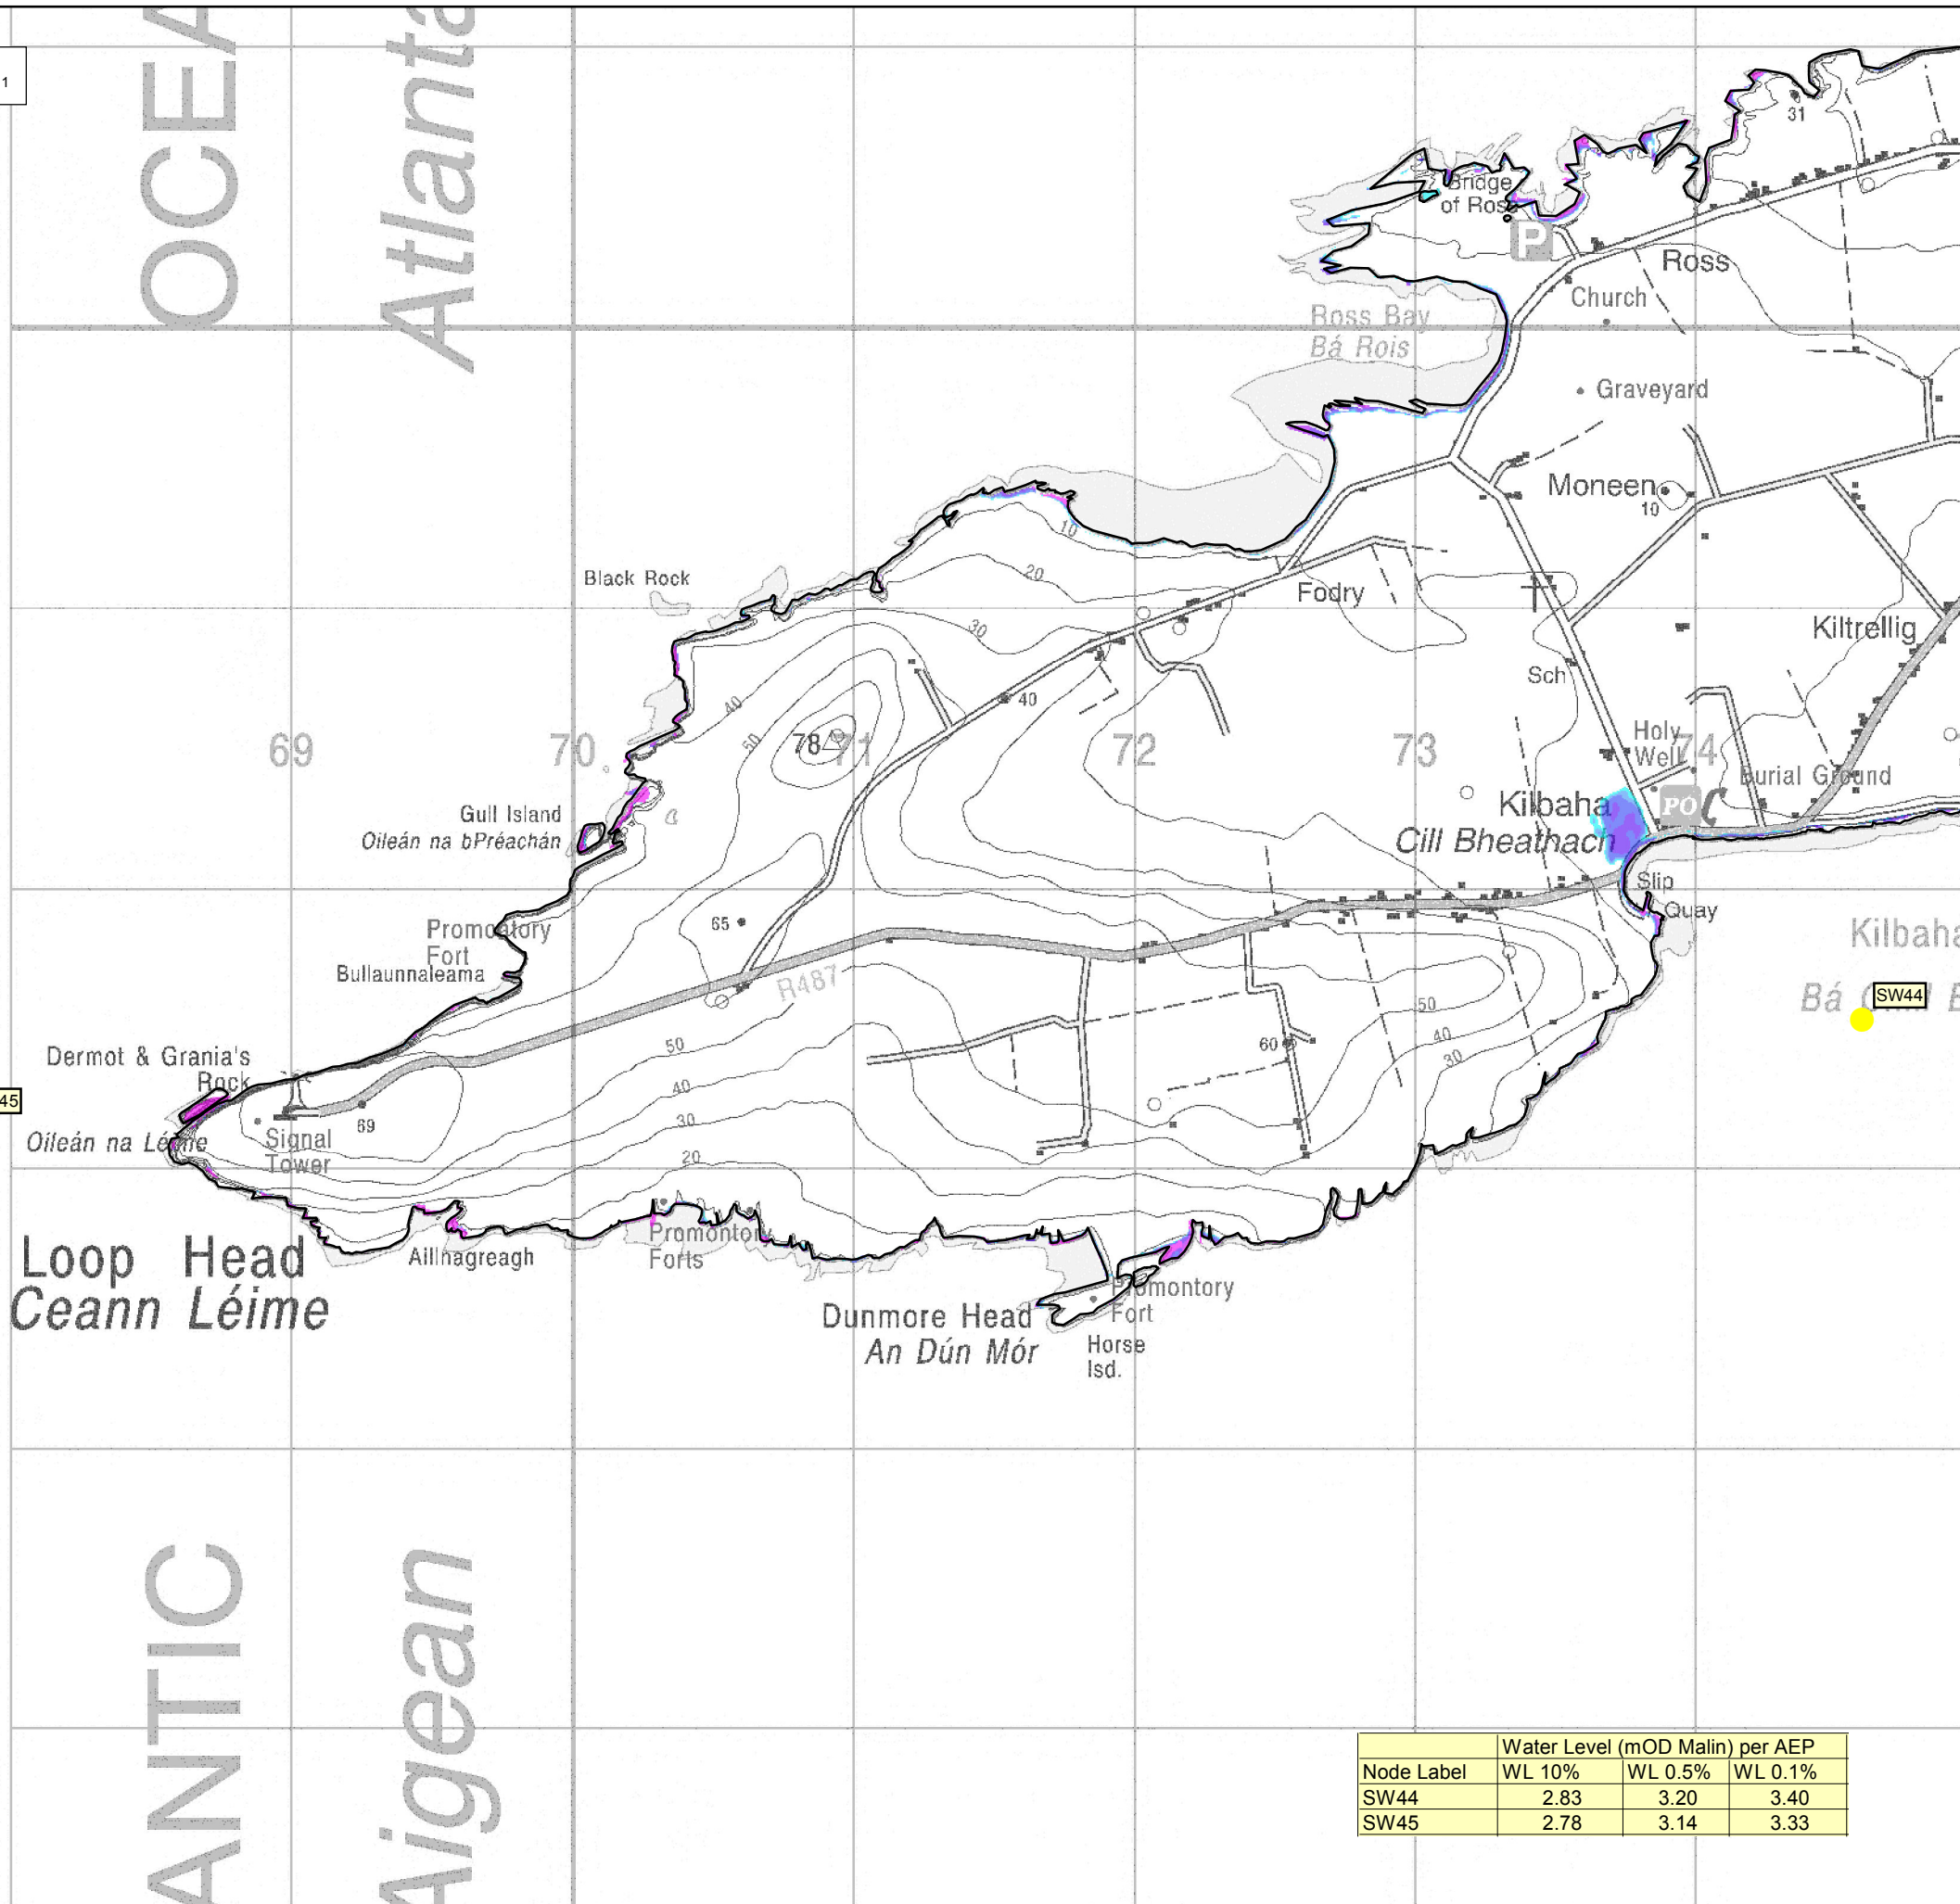 1
OCEA
Atlanta
31
Bridge
of Ross
P
Ross
Church
Ross Bay
Bá Rois
Graveyard
Moneen
10
10
Black Rock
20
Fodry
30
Kiltrellig
Sch
40
40
50
78
69
70
71
72
73
74
Holy
Well
Burial Ground
Gull Island
Oileán na bPréachán
Kilbaha
PO
Cill Bheathach
Slip
Quay
65
Promontory
Fort
Bullaunnaleama
Kilbaha
R487
50
SW44
Bá
60
40
50
30
Dermot & Grania's
Rock
45
40
30
69
Oileán na Léime
Signal
Tower
20
Loop Head
Ceann Léime
Aillnagreagh
Promontory
Forts
Promontory
Fort
Dunmore Head
An Dún Mór
Horse
Isd.
ANTIC
Aigean
Water Level (mOD Malin) per AEP
Node Label WL 10% WL 0.5% WL 0.1%
SW44 2.83 3.20 3.40
SW45 2.78 3.14 3.33